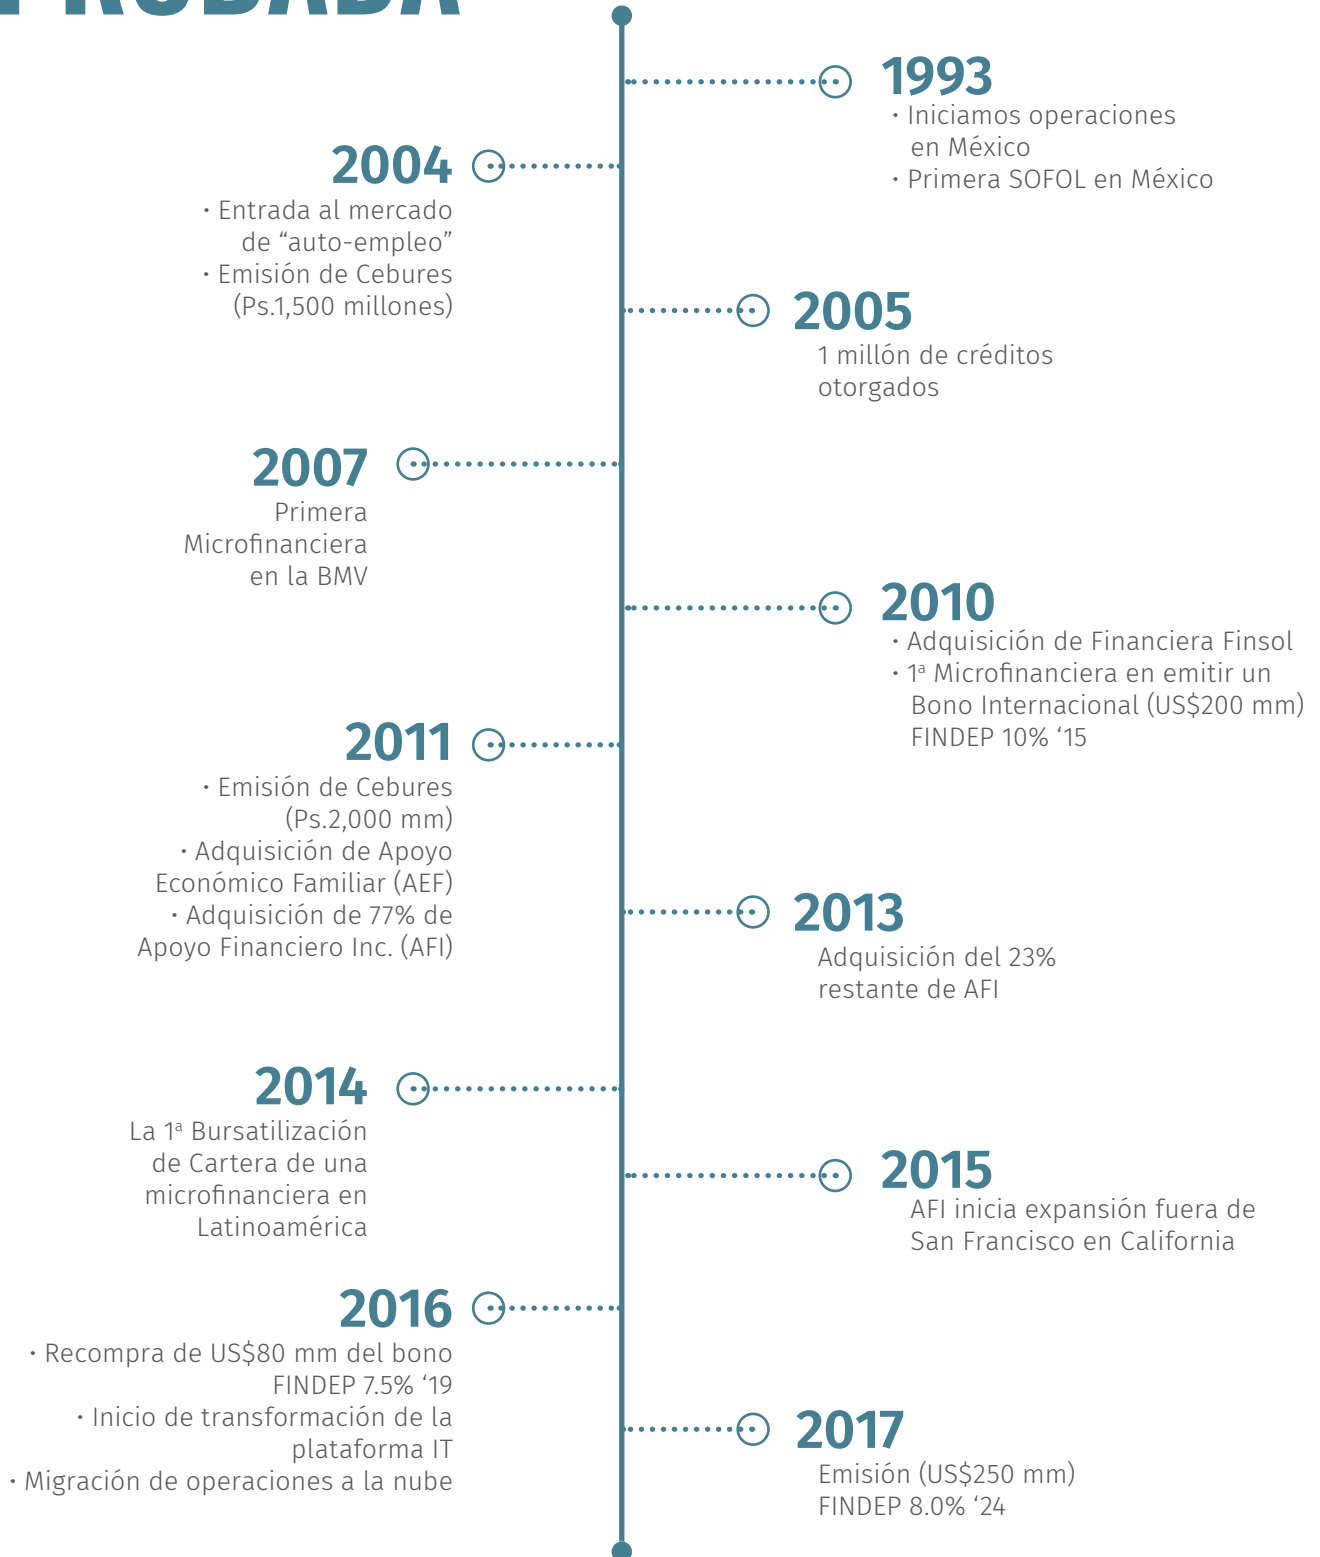 1993
· Iniciamos operaciones
en México
· Primera SOFOL en México
2004
· Entrada al mercado
de “auto-empleo”
· Emisión de Cebures
(Ps.1,500 millones)
2005
1 millón de créditos
otorgados
2007
Primera
Microfinanciera
en la BMV
2010
· Adquisición de Financiera Finsol
· 1ª Microfinanciera en emitir un
Bono Internacional (US$200 mm)
FINDEP 10% ‘15
2011
· Emisión de Cebures
(Ps.2,000 mm)
· Adquisición de Apoyo
Económico Familiar (AEF)
· Adquisición de 77% de
Apoyo Financiero Inc. (AFI)
2013
Adquisición del 23%
restante de AFI
2014
La 1ª Bursatilización
de Cartera de una
microfinanciera en
Latinoamérica
2015
AFI inicia expansión fuera de
San Francisco en California
2016
· Recompra de US$80 mm del bono
FINDEP 7.5% ‘19
· Inicio de transformación de la
plataforma IT
· Migración de operaciones a la nube
2017
Emisión (US$250 mm)
FINDEP 8.0% ‘24